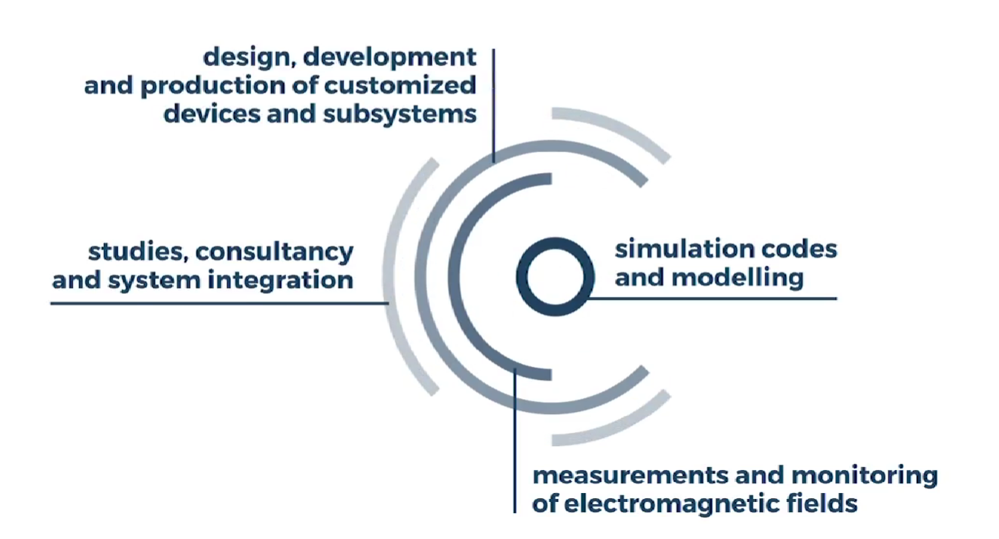 design, development
and production of customized
devices and subsystems
studies, consultancy
and system integration
simulation codes
and modelling
measurements and monitoring
of electromagnetic fields